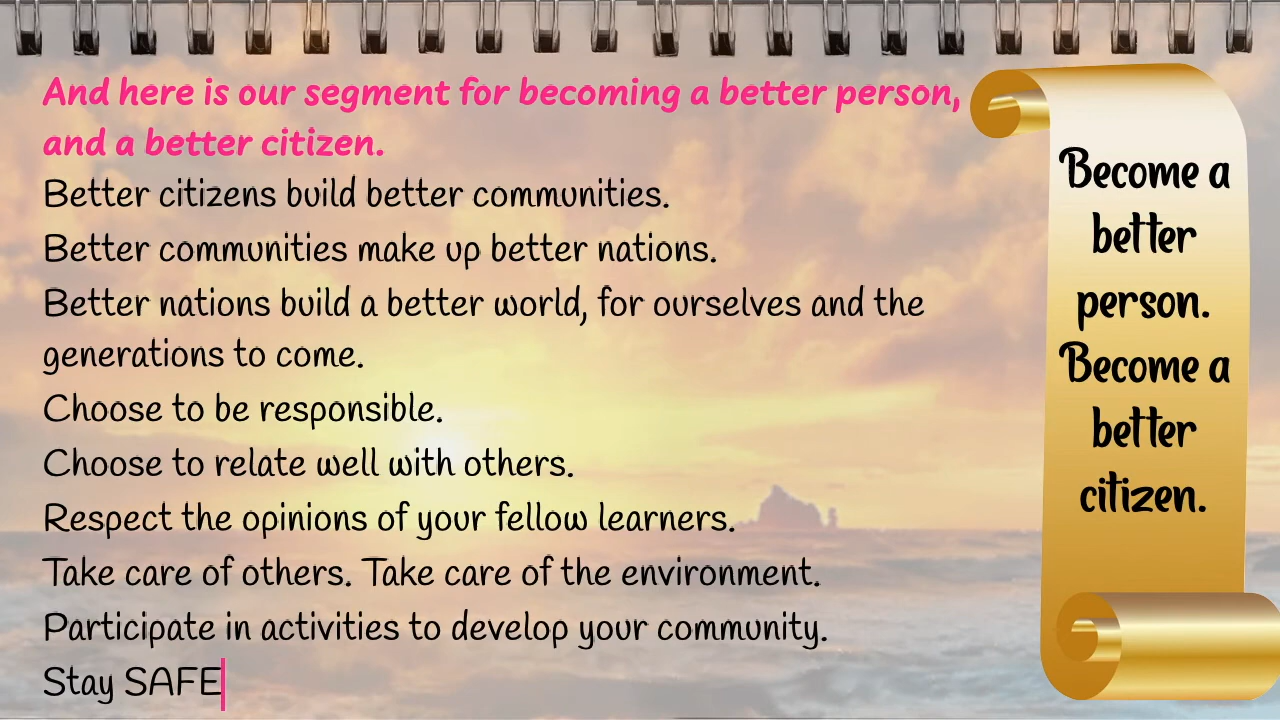 And here is our segment for becoming a better person,
and a better citizen.
Better citizens build better communities.
Better communities make up better nations.
Better nations build a better world, for ourselves and the
generations to come.
Choose to be responsible.
Choose to relate well with others.
Respect the opinions of your fellow learners.
Take care of others. Take care of the environment.
Participate in activities to develop your community.
Stay SAFE
Become a
better
person.
Become a
better
citizen.